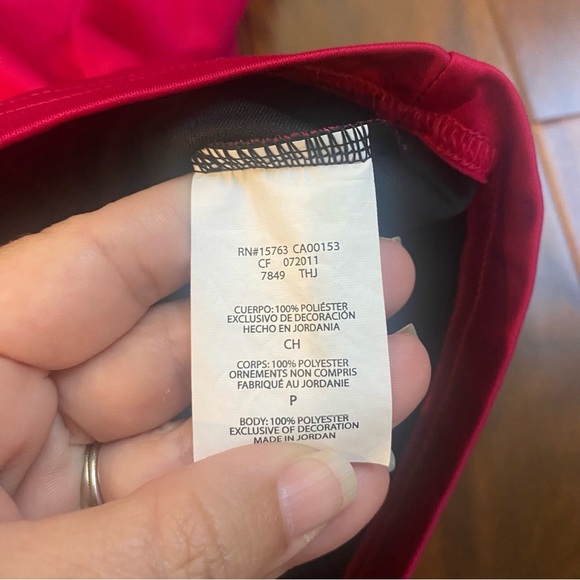 RN#15763 CA00153
CF 072011
7849 THJ
CUERPO: 100% POLIÉSTER
EXCLUSIVO DE DECORACIÓN
HECHO EN JORDANIA
CH
CORPS: 100% POLYESTER
ORNEMENTS NON COMPRIS
FABRIQUÉ AU JORDANIE
P
BODY: 100% POLYESTER
EXCLUSIVE OF DECORATION
MADE IN JORDAN